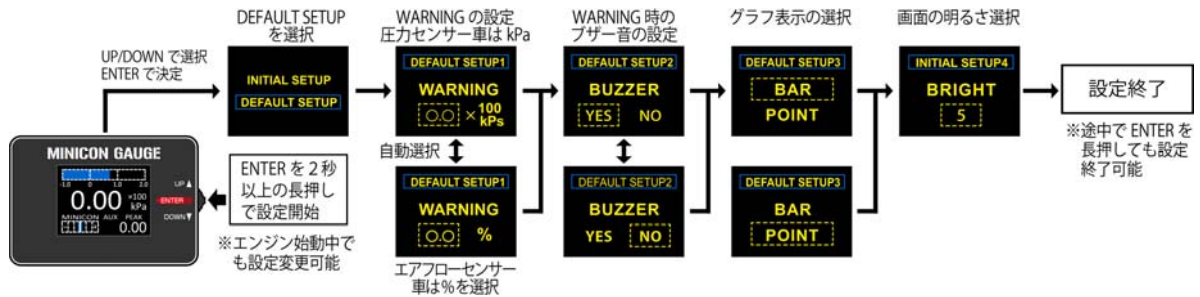 DEFAULT SETUP
を選択
UP/DOWN で選択
ENTER で決定
INITIAL SETUP
DEFAULT SETUP
MINICON GAUGE
-1.0 0 1.0 2.0
0.00 ×100
kPa
MINICON AUX PEAK
0.00
UP▲
ENTER
DOWN▼
ENTER を 2 秒
以上の長押し
で設定開始
※エンジン始動中で
も設定変更可能
WARNING の設定
圧力センサー車は kPa
DEFAULT SETUP1
WARNING
○.○ ×100
kPs
自動選択
DEFAULT SETUP1
WARNING
○.○ %
エアフローセンサー
車は%を選択
WARNING 時の
ブザー音の設定
DEFAULT SETUP2
BUZZER
YES NO
DEFAULT SETUP2
BUZZER
YES NO
グラフ表示の選択
DEFAULT SETUP3
BAR
POINT
DEFAULT SETUP3
BAR
POINT
画面の明るさ選択
INITIAL SETUP4
BRIGHT
5
設定終了
※途中で ENTER を
長押しても設定
終了可能